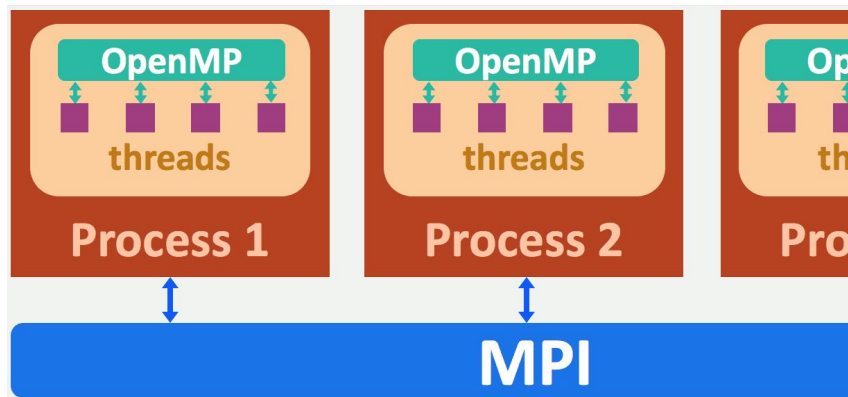 OpenMP
threads
Process 1
OpenMP
threads
Process 2
MPI